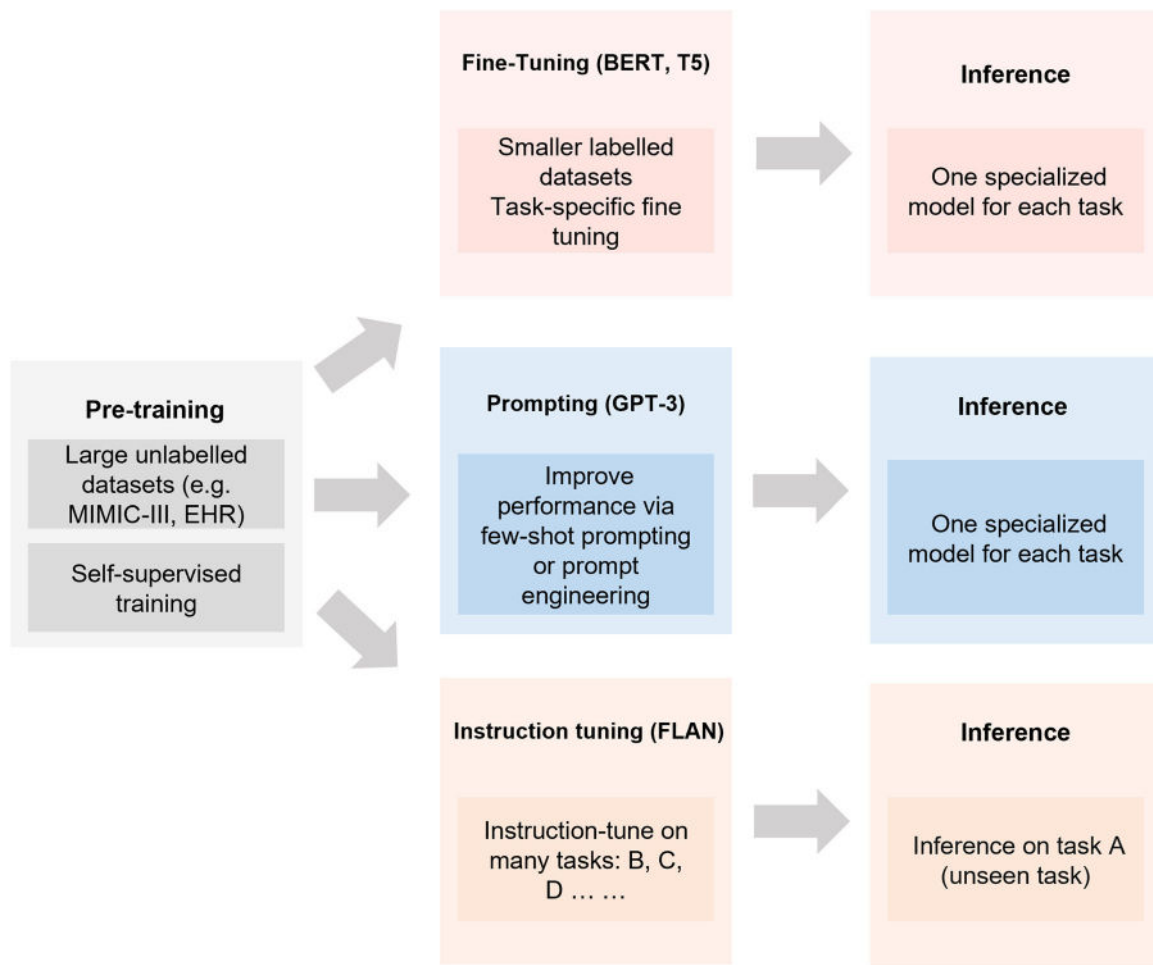 Pre-training
Large unlabelled
datasets (e.g.
MIMIC-III, EHR)
Self-supervised
training
Fine-Tuning (BERT, T5)
Smaller labelled
datasets
Task-specific fine
tuning
Inference
One specialized
model for each task
Prompting (GPT-3)
Improve
performance via
few-shot prompting
or prompt
engineering
Inference
One specialized
model for each task
Instruction tuning (FLAN)
Instruction-tune on
many tasks: B, C,
D … …
Inference
Inference on task A
(unseen task)